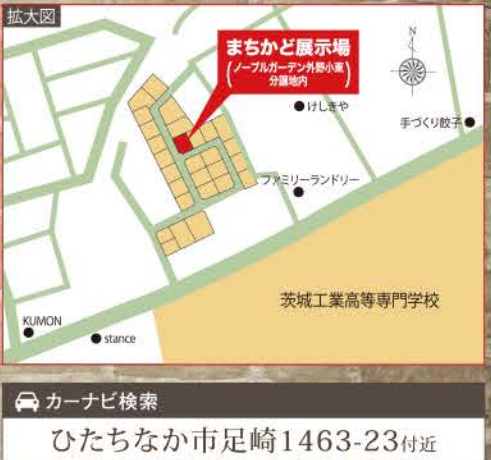 拡大図
まちかど展示場
(ノーブルガーデン外野小東
分譲地内)
N
けしきや
手づくり餃子
ファミリーランドリー
茨城工業高等専門学校
KUMON
stance
カーナビ検索
ひたちなか市足崎1463-23付近